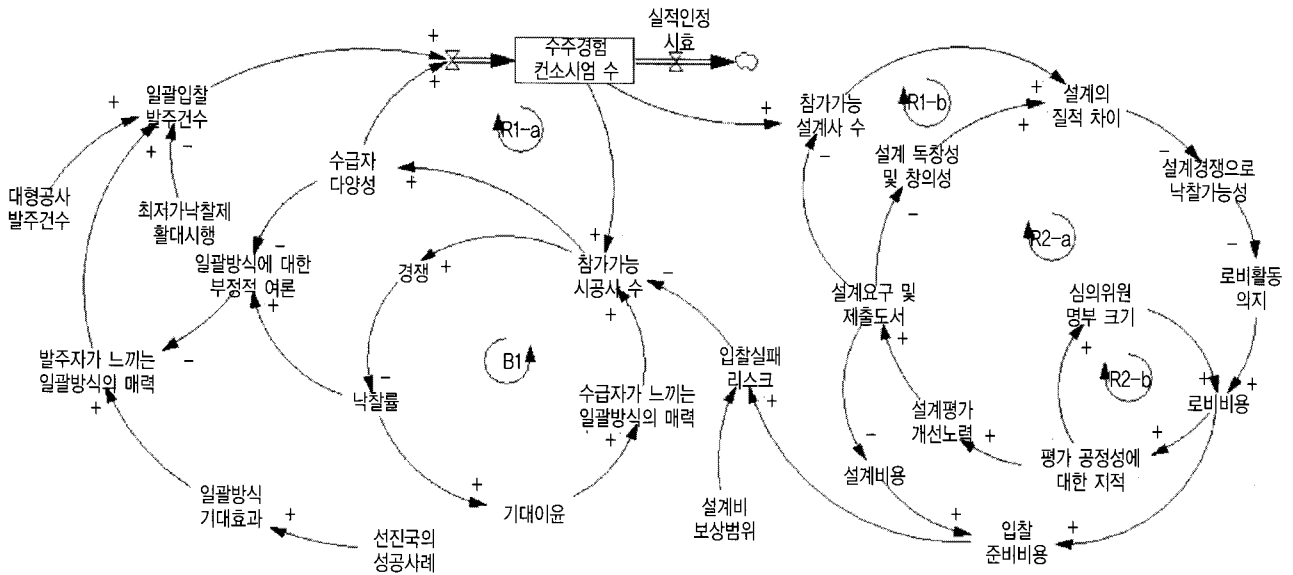 실적인정
시효
수주경험
컨소시엄 수
+
+
일괄입찰
발주건수
+
+
-
대형공사
발주건수
최저가낙찰제
활대시행
R1-a
수급자
다양성
+
참가가능
설계사 수
+
-
R1-b
설계의
질적 차이
+
+
설계 독창성
및 창의성
-
-
설계경쟁으로
낙찰가능성
R2-a
-
로비활동
의지
일괄방식에 대한
부정적 여론
-
+
경쟁
+
참가가능
시공사 수
+
-
+
설계요구 및
제출도서
+
심의위원
명부 크기
+
R2-b
발주자가 느끼는
일괄방식의 매력
-
+
B1
입찰실패
리스크
+
-
낙찰률
수급자가 느끼는
일괄방식의 매력
+
설계평가
개선노력
+
+
+
로비비용
+
평가 공정성에
대한 지적
-
설계비용
일괄방식
기대효과
+
+
기대이윤
설계비
보상범위
선진국의
성공사례
+
+
입찰
준비비용